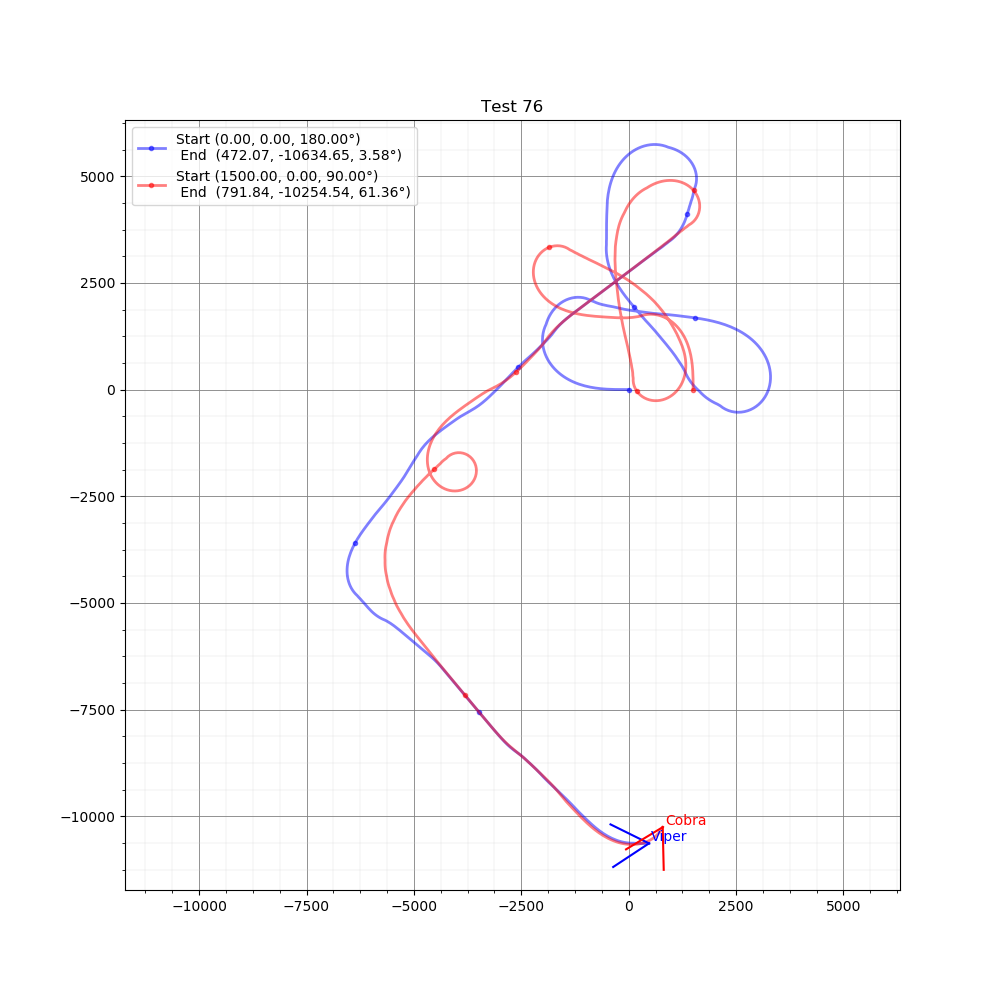 Test 76
Start (0.00, 0.00, 180.00°)
End  (472.07, -10634.65, 3.58°)
Start (1500.00, 0.00, 90.00°)
End  (791.84, -10254.54, 61.36°)
5000
2500
0
−2500
−5000
−7500
−10000
Cobra
Viper
−10000
−7500
−5000
−2500
0
2500
5000